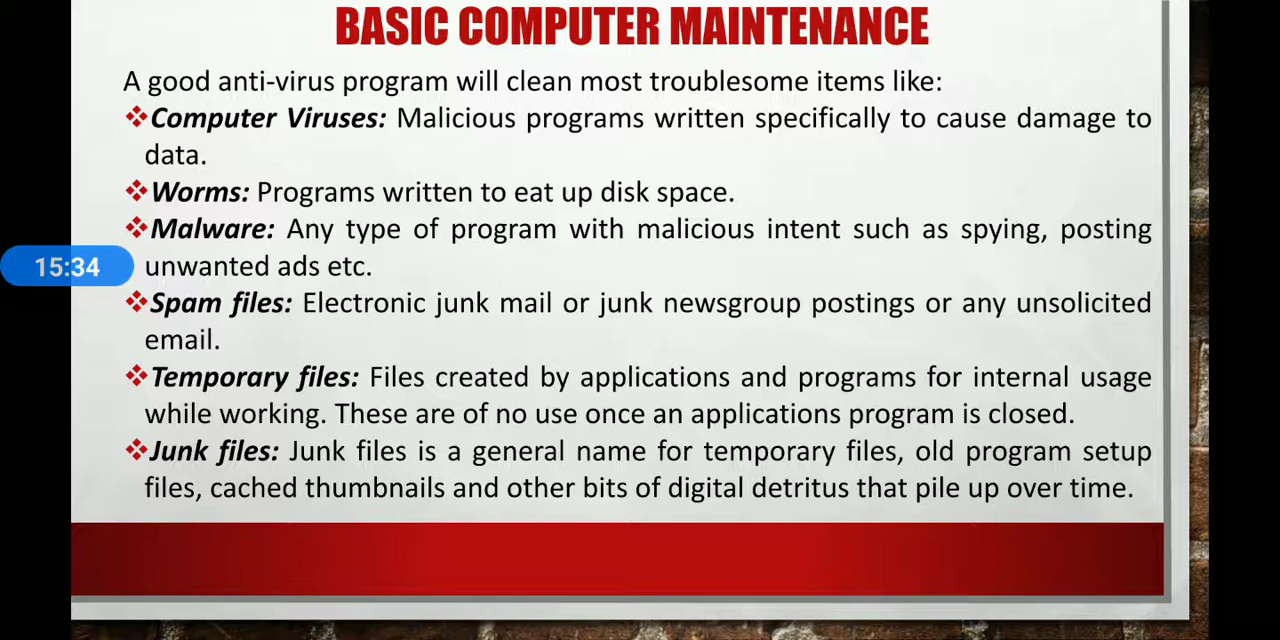 BASIC COMPUTER MAINTENANCE
A good anti-virus program will clean most troublesome items like:
❖Computer Viruses: Malicious programs written specifically to cause damage to
data.
❖Worms: Programs written to eat up disk space.
❖Malware: Any type of program with malicious intent such as spying, posting
15:34
unwanted ads etc.
❖Spam files: Electronic junk mail or junk newsgroup postings or any unsolicited
email.
❖Temporary files: Files created by applications and programs for internal usage
while working. These are of no use once an applications program is closed.
❖Junk files: Junk files is a general name for temporary files, old program setup
files, cached thumbnails and other bits of digital detritus that pile up over time.